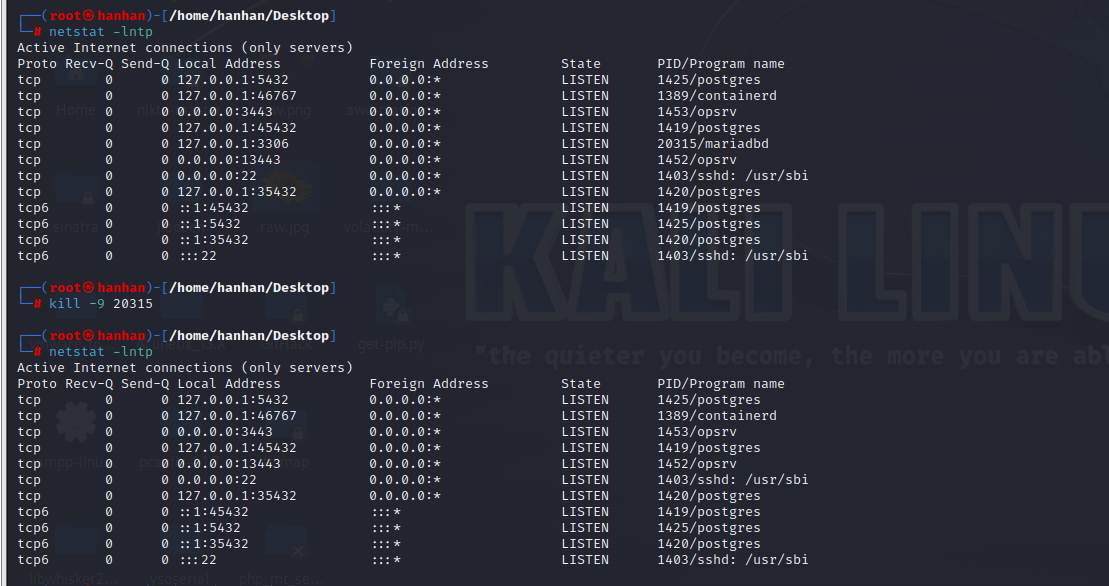 ┌──(root㉿hanhan)-[/home/hanhan/Desktop]
└─# netstat -lntp
Active Internet connections (only servers)
Proto Recv-Q Send-Q Local Address           Foreign Address         State       PID/Program name
tcp        0      0 127.0.0.1:5432          0.0.0.0:*               LISTEN      1425/postgres
tcp        0      0 127.0.0.1:46767         0.0.0.0:*               LISTEN      1389/containerd
tcp        0      0 0.0.0.0:3443            0.0.0.0:*               LISTEN      1453/opsrv
tcp        0      0 127.0.0.1:45432         0.0.0.0:*               LISTEN      1419/postgres
tcp        0      0 127.0.0.1:3306          0.0.0.0:*               LISTEN      20315/mariadbd
tcp        0      0 0.0.0.0:13443           0.0.0.0:*               LISTEN      1452/opsrv
tcp        0      0 0.0.0.0:22              0.0.0.0:*               LISTEN      1403/sshd: /usr/sbi
tcp        0      0 127.0.0.1:35432         0.0.0.0:*               LISTEN      1420/postgres
tcp6       0      0 ::1:45432               :::*                    LISTEN      1419/postgres
tcp6       0      0 ::1:5432                :::*                    LISTEN      1425/postgres
tcp6       0      0 ::1:35432               :::*                    LISTEN      1420/postgres
tcp6       0      0 :::22                   :::*                    LISTEN      1403/sshd: /usr/sbi
┌──(root㉿hanhan)-[/home/hanhan/Desktop]
└─# kill -9 20315
┌──(root㉿hanhan)-[/home/hanhan/Desktop]
└─# netstat -lntp
Active Internet connections (only servers)
Proto Recv-Q Send-Q Local Address           Foreign Address         State       PID/Program name
tcp        0      0 127.0.0.1:5432          0.0.0.0:*               LISTEN      1425/postgres
tcp        0      0 127.0.0.1:46767         0.0.0.0:*               LISTEN      1389/containerd
tcp        0      0 0.0.0.0:3443            0.0.0.0:*               LISTEN      1453/opsrv
tcp        0      0 127.0.0.1:45432         0.0.0.0:*               LISTEN      1419/postgres
tcp        0      0 0.0.0.0:13443           0.0.0.0:*               LISTEN      1452/opsrv
tcp        0      0 0.0.0.0:22              0.0.0.0:*               LISTEN      1403/sshd: /usr/sbi
tcp        0      0 127.0.0.1:35432         0.0.0.0:*               LISTEN      1420/postgres
tcp6       0      0 ::1:45432               :::*                    LISTEN      1419/postgres
tcp6       0      0 ::1:5432                :::*                    LISTEN      1425/postgres
tcp6       0      0 ::1:35432               :::*                    LISTEN      1420/postgres
tcp6       0      0 :::22                   :::*                    LISTEN      1403/sshd: /usr/sbi
Home
raw.jpg
KALI LINU
get-pip.py
"the quieter you become, the more you are abl
libwhisker2...
ysoserial
pho_mt_se...